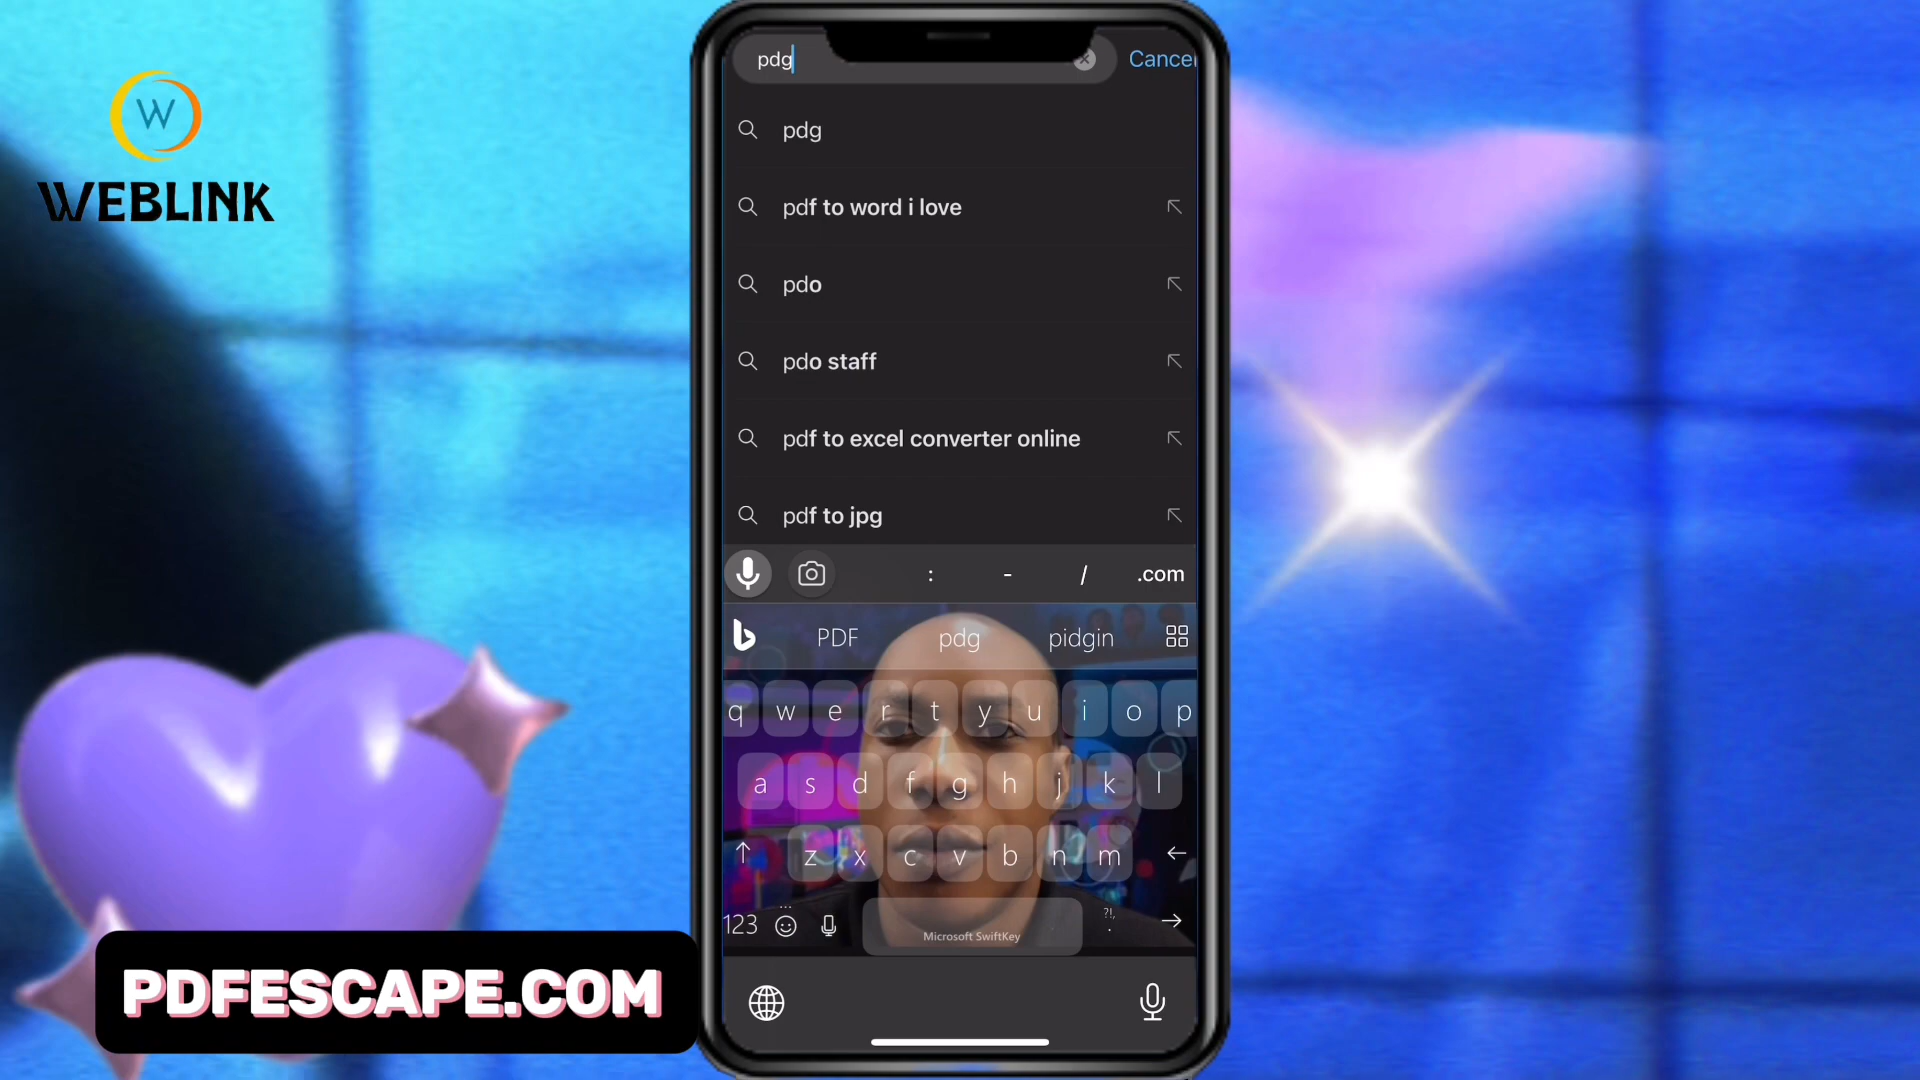 W
WEBLINK
pdg
Cancel
pdg
pdf to word i love
pdo
pdo staff
pdf to excel converter online
pdf to jpg
: - / .com
PDF pdg pidgin
q w e r t y u i o p
a s d f g h j k l
z x c v b n m
123
?!,
.
Microsoft SwiftKey
PDFESCAPE.COM